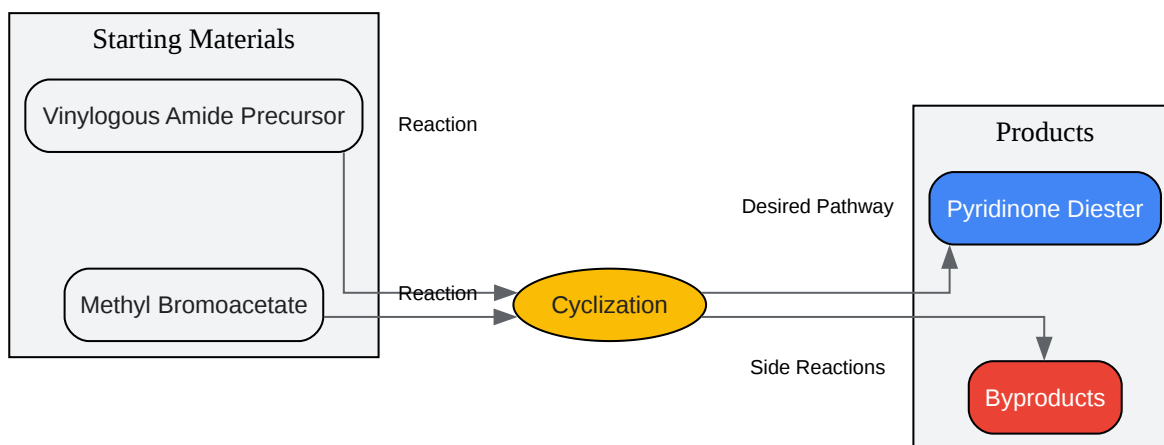 Starting Materials
Vinylogous Amide Precursor
Reaction
Methyl Bromoacetate
Reaction
Cyclization
Desired Pathway
Side Reactions
Products
Pyridinone Diester
Byproducts